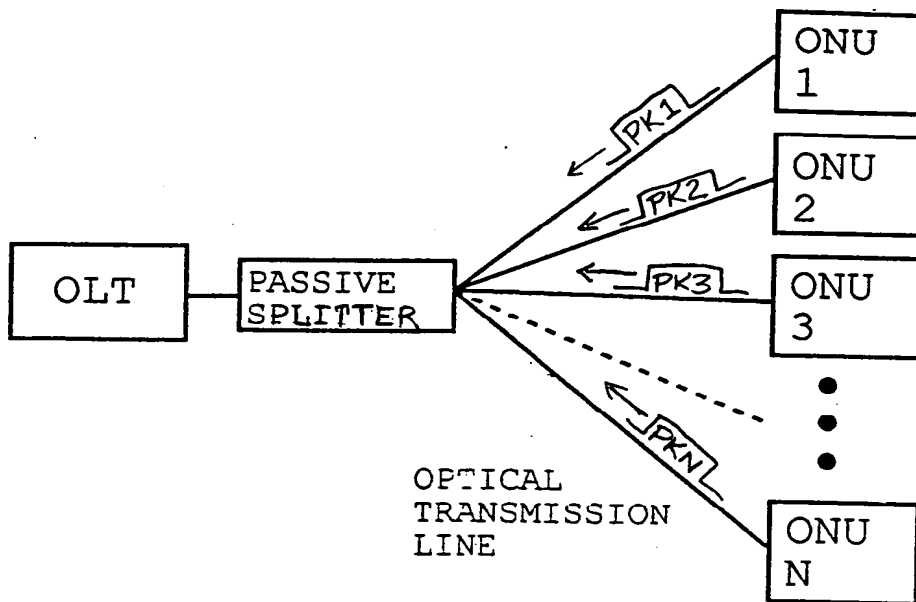 ONU
1
PK1
ONU
2
PK2
OLT
PASSIVE
SPLITTER
PK3
ONU
3
PKN
OPTICAL
TRANSMISSION
LINE
ONU
N